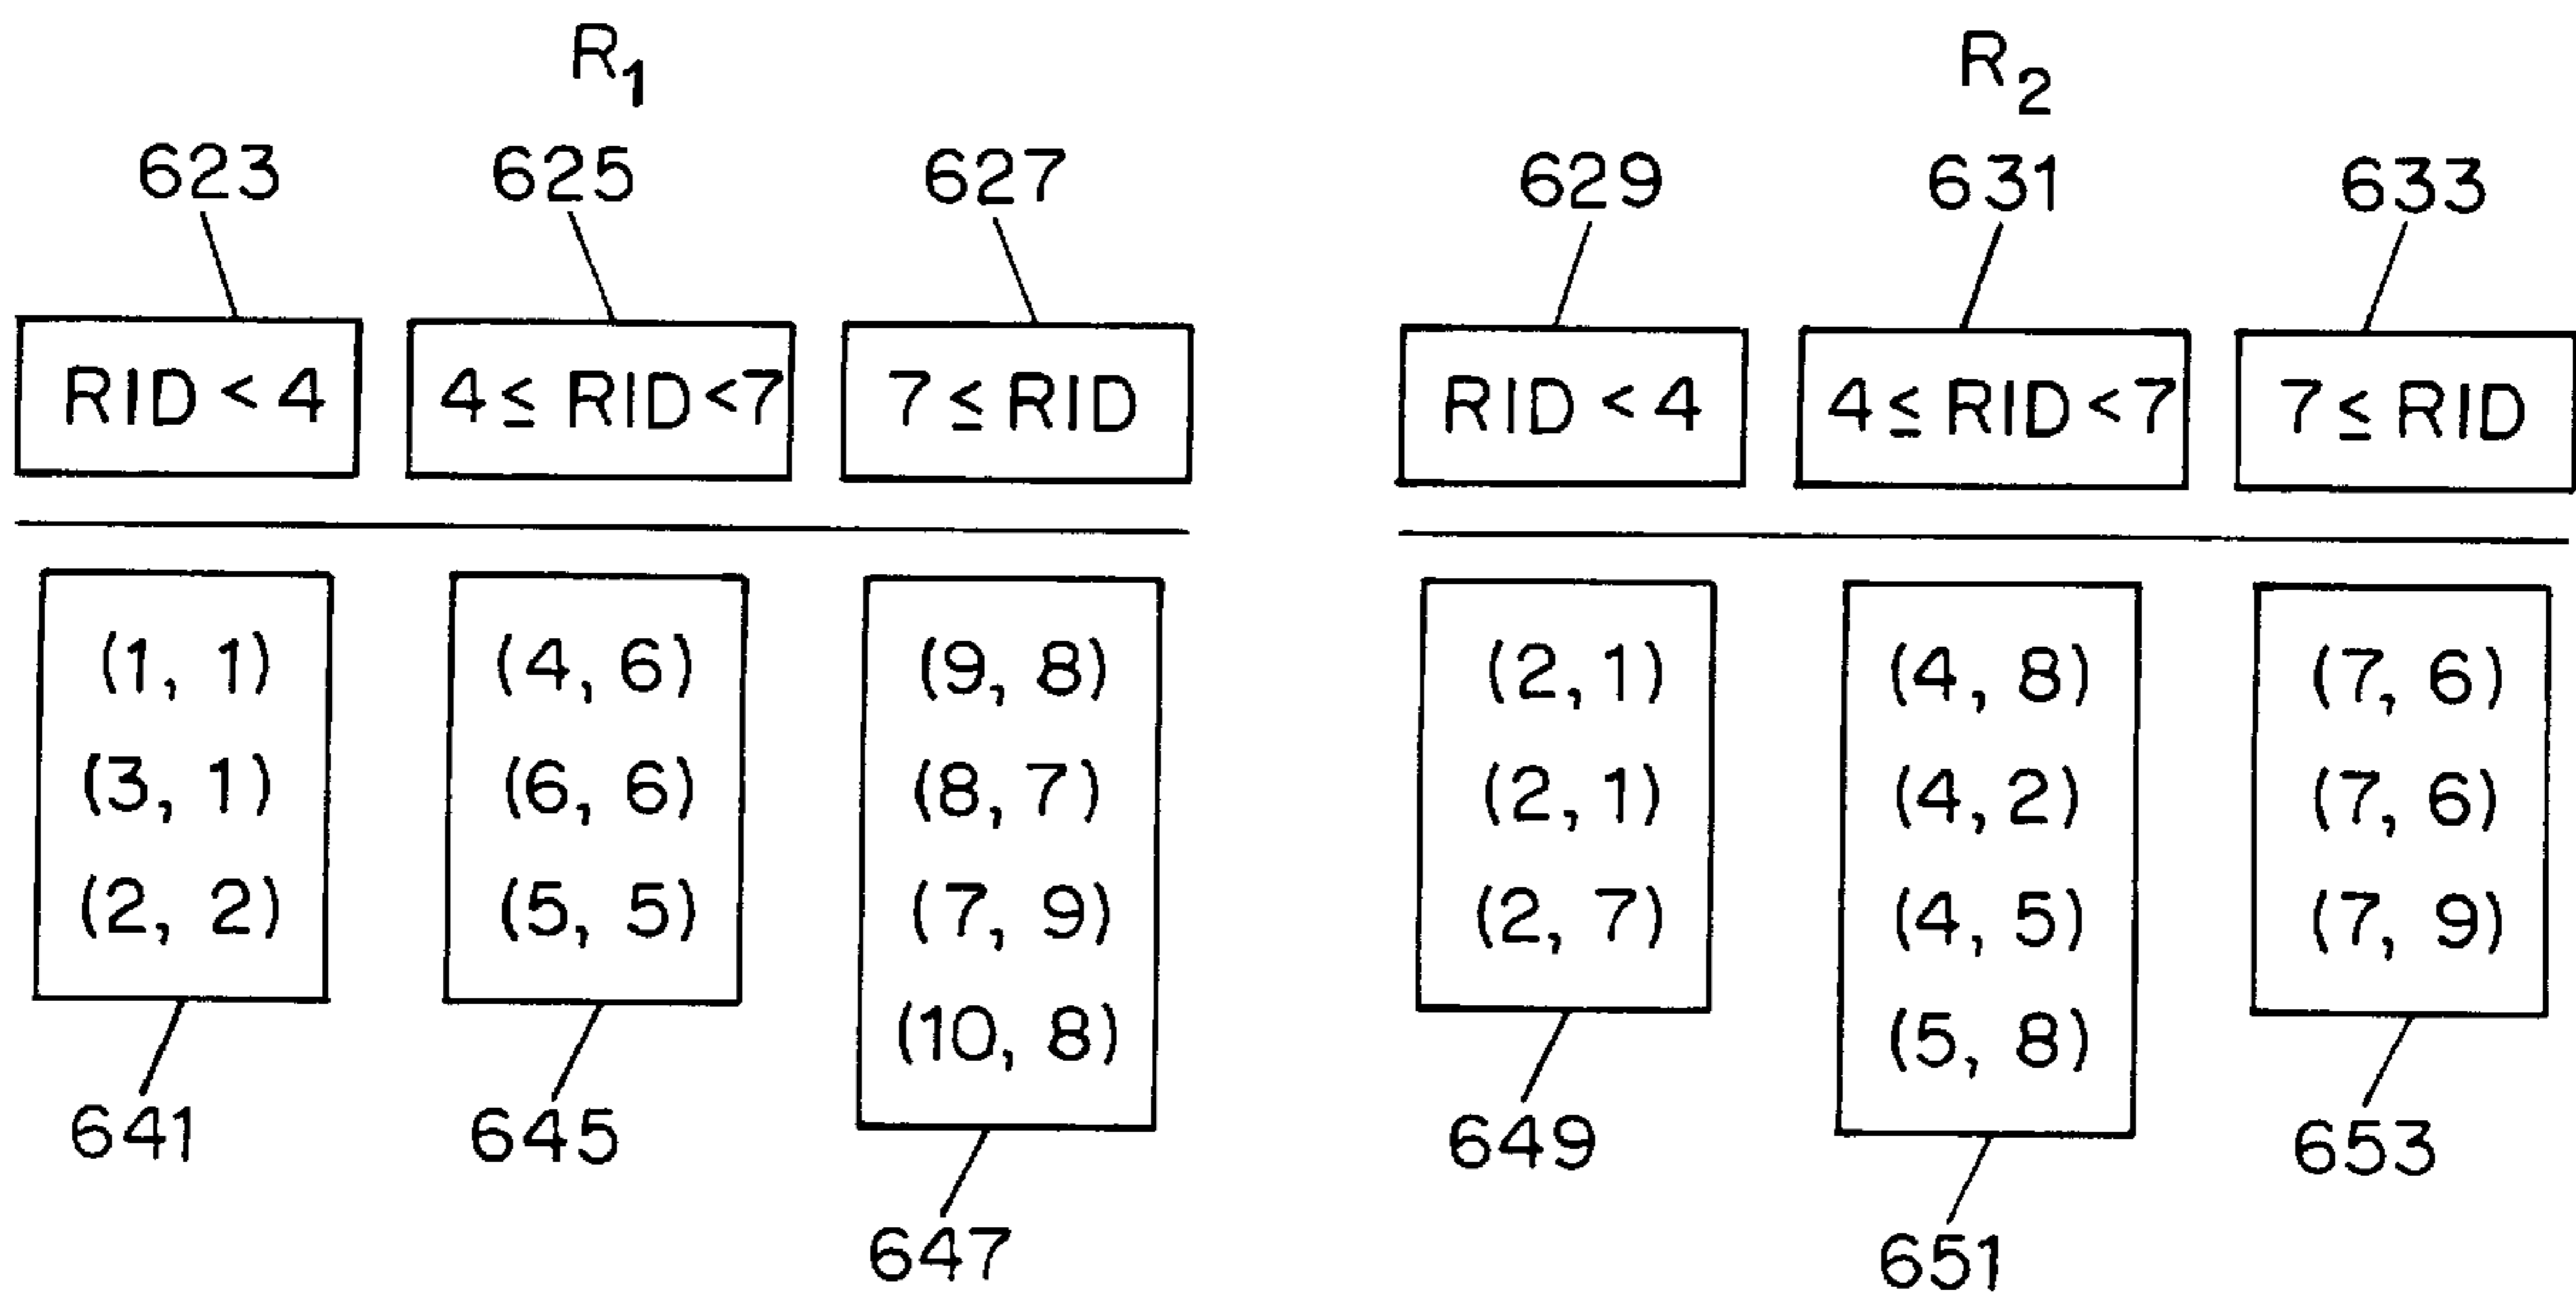 R1 R2
623 625 627 629 631 633
RID < 4 4 ≤ RID < 7 7 ≤ RID RID < 4 4 ≤ RID < 7 7 ≤ RID
(1, 1) (4, 6) (9, 8) (2, 1) (4, 8) (7, 6)
(3, 1) (6, 6) (8, 7) (2, 1) (4, 2) (7, 6)
(2, 2) (5, 5) (7, 9) (2, 7) (4, 5) (7, 9)
(10, 8) (5, 8)
641 645 649 653
647 651